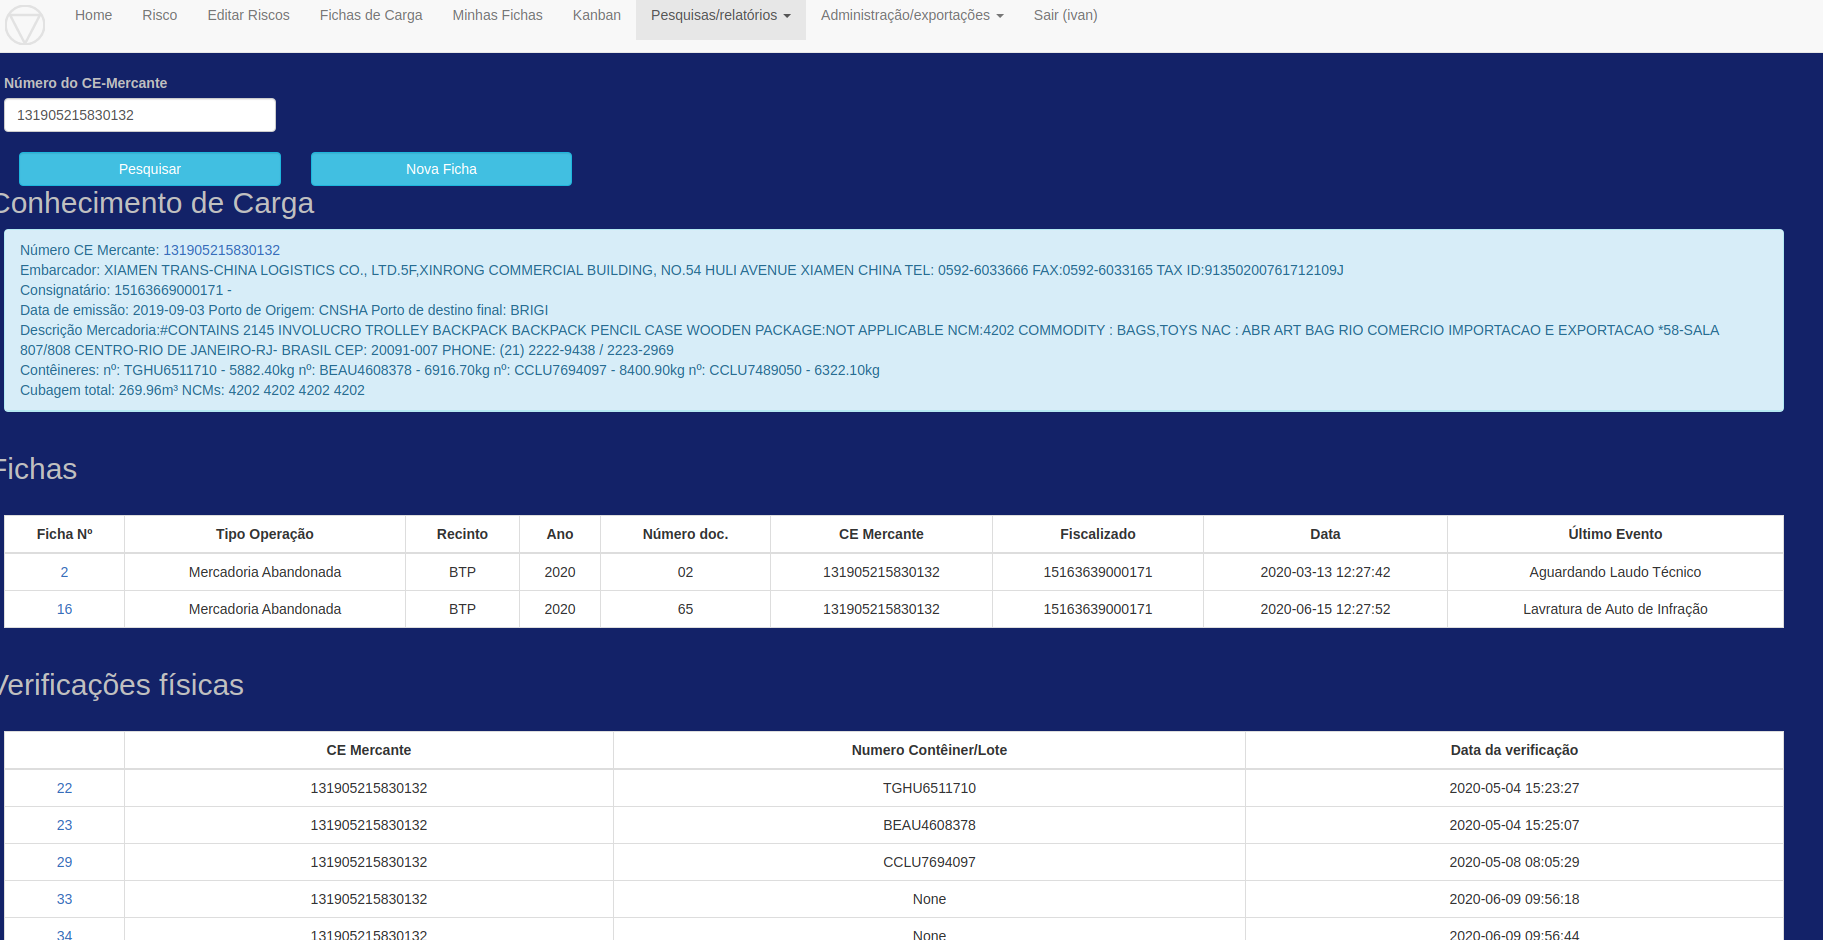 Home Risco Editar Riscos Fichas de Carga Minhas Fichas Kanban Pesquisas/relatórios Administração/exportações Sair (ivan)
Número do CE-Mercante
131905215830132
Pesquisar Nova Ficha
Conhecimento de Carga
Número CE Mercante: 131905215830132
Embarcador: XIAMEN TRANS-CHINA LOGISTICS CO., LTD.5F,XINRONG COMMERCIAL BUILDING, NO.54 HULI AVENUE XIAMEN CHINA TEL: 0592-6033666 FAX:0592-6033165 TAX ID:91350200761712109J
Consignatário: 15163669000171 -
Data de emissão: 2019-09-03 Porto de Origem: CNSHA Porto de destino final: BRIGI
Descrição Mercadoria:#CONTAINS 2145 INVOLUCRO TROLLEY BACKPACK BACKPACK PENCIL CASE WOODEN PACKAGE:NOT APPLICABLE NCM:4202 COMMODITY : BAGS,TOYS NAC : ABR ART BAG RIO COMERCIO IMPORTACAO E EXPORTACAO *58-SALA
807/808 CENTRO-RIO DE JANEIRO-RJ- BRASIL CEP: 20091-007 PHONE: (21) 2222-9438 / 2223-2969
Contêineres: nº: TGHU6511710 - 5882.40kg nº: BEAU4608378 - 6916.70kg nº: CCLU7694097 - 8400.90kg nº: CCLU7489050 - 6322.10kg
Cubagem total: 269.96m³ NCMs: 4202 4202 4202 4202
Fichas
Ficha Nº Tipo Operação Recinto Ano Número doc. CE Mercante Fiscalizado Data Último Evento
2 Mercadoria Abandonada BTP 2020 02 131905215830132 15163639000171 2020-03-13 12:27:42 Aguardando Laudo Técnico
16 Mercadoria Abandonada BTP 2020 65 131905215830132 15163639000171 2020-06-15 12:27:52 Lavratura de Auto de Infração
Verificações físicas
CE Mercante Numero Contêiner/Lote Data da verificação
22 131905215830132 TGHU6511710 2020-05-04 15:23:27
23 131905215830132 BEAU4608378 2020-05-04 15:25:07
29 131905215830132 CCLU7694097 2020-05-08 08:05:29
33 131905215830132 None 2020-06-09 09:56:18
34 131905215830132 None 2020-06-09 09:56:44